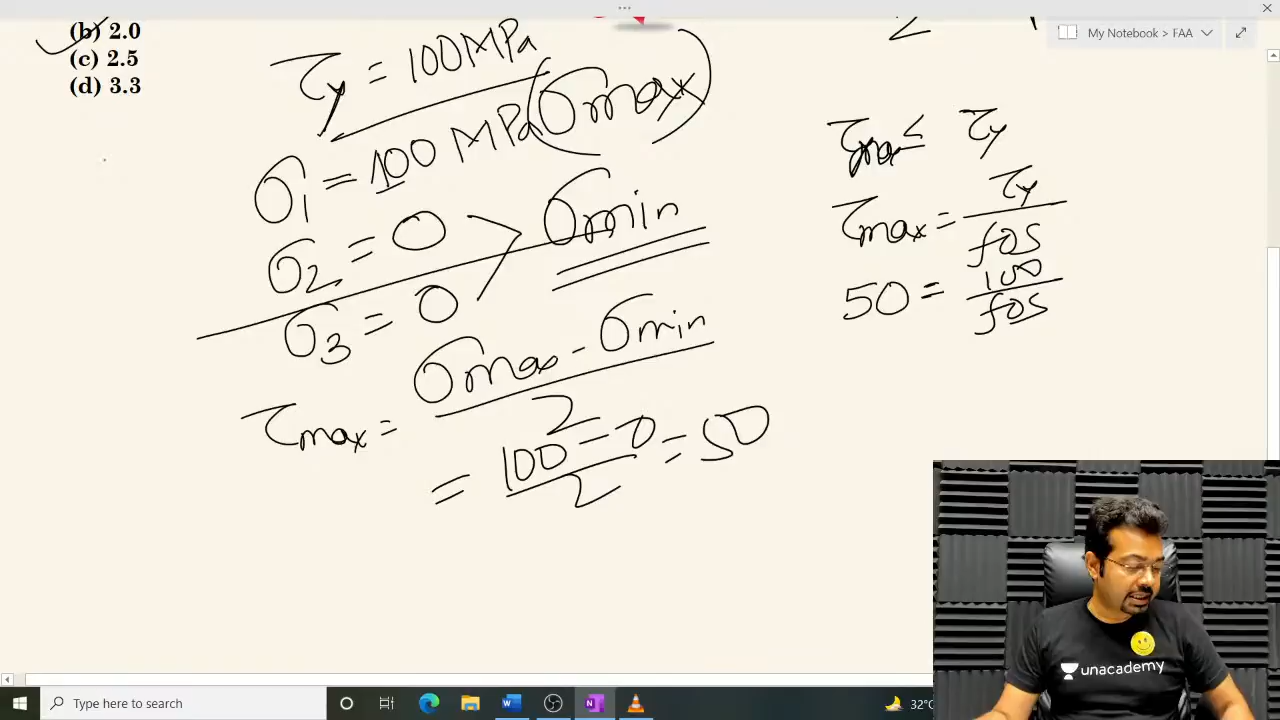 (b) 2.0
(c) 2.5
(d) 3.3
τy = 100 MPa
σ1 = 100 MPa (σmax)
σ2 = 0
σ3 = 0
σmin
τmax = σmax - σmin
2
= 100 - 0 = 50
2
2
τmax ≤ τy
τmax = τy
fos
50 = 100
fos
My Notebook > FAA
unacademy
Type here to search
32°